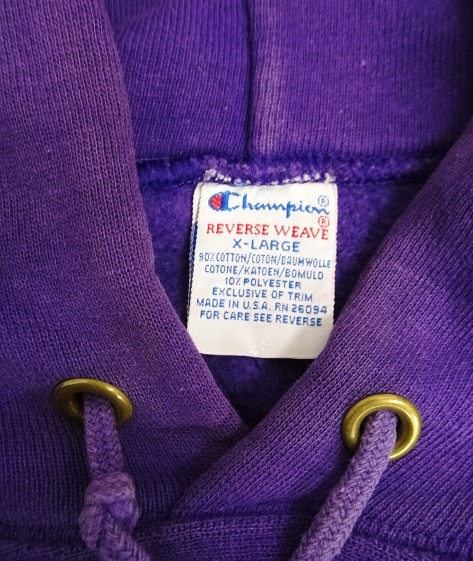 Champion®
REVERSE WEAVE®
X-LARGE
90% COTTON/COTON/BAUMWOLLE
COTONE/KATOEN/BOMULD
10% POLYESTER
EXCLUSIVE OF TRIM
MADE IN U.S.A. RN 26094
FOR CARE SEE REVERSE